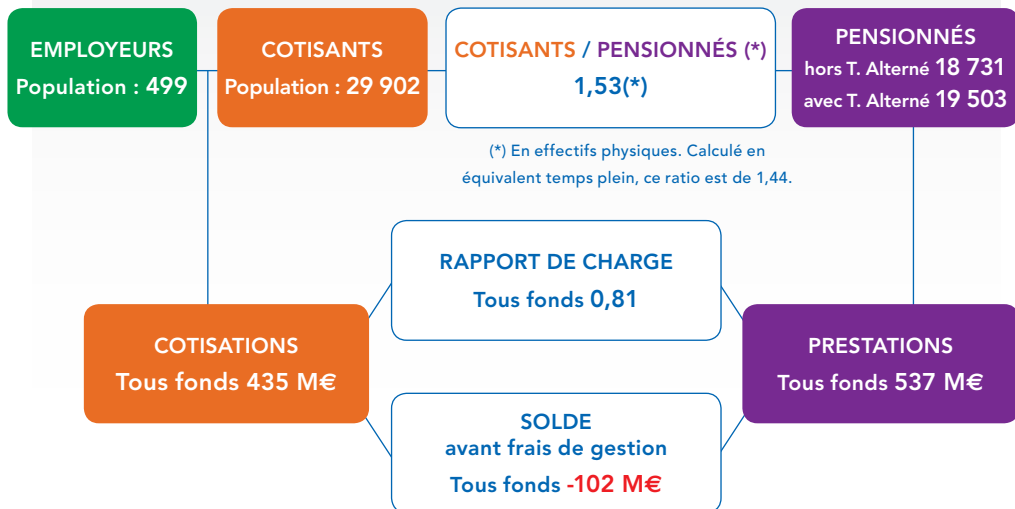 EMPLOYEURS
Population : 499
COTISANTS
Population : 29 902
COTISANTS / PENSIONNÉS (*)
1,53(*)
PENSIONNÉS
hors T. Alterné 18 731
avec T. Alterné 19 503
(*) En effectifs physiques. Calculé en
équivalent temps plein, ce ratio est de 1,44.
RAPPORT DE CHARGE
Tous fonds 0,81
COTISATIONS
Tous fonds 435 M€
PRESTATIONS
Tous fonds 537 M€
SOLDE
avant frais de gestion
Tous fonds -102 M€